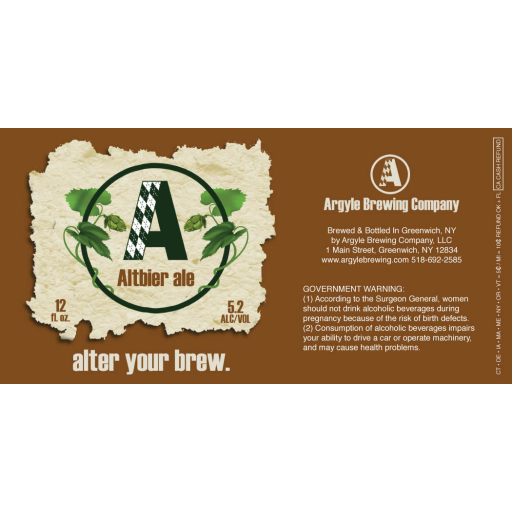 A
Altbier ale
12
fl. oz.
5.2
ALC/VOL
alter your brew.
A
Argyle Brewing Company
Brewed & Bottled In Greenwich, NY
by Argyle Brewing Company, LLC
1 Main Street, Greenwich, NY 12834
www.argylebrewing.com 518-692-2585
GOVERNMENT WARNING:
(1) According to the Surgeon General, women
should not drink alcoholic beverages during
pregnancy because of the risk of birth defects.
(2) Consumption of alcoholic beverages impairs
your ability to drive a car or operate machinery,
and may cause health problems.
CT • DE • IA • MA • ME • NY • OR • VT = 5¢ / MI = 10¢ REFUND OK + FL CA CASH REFUND